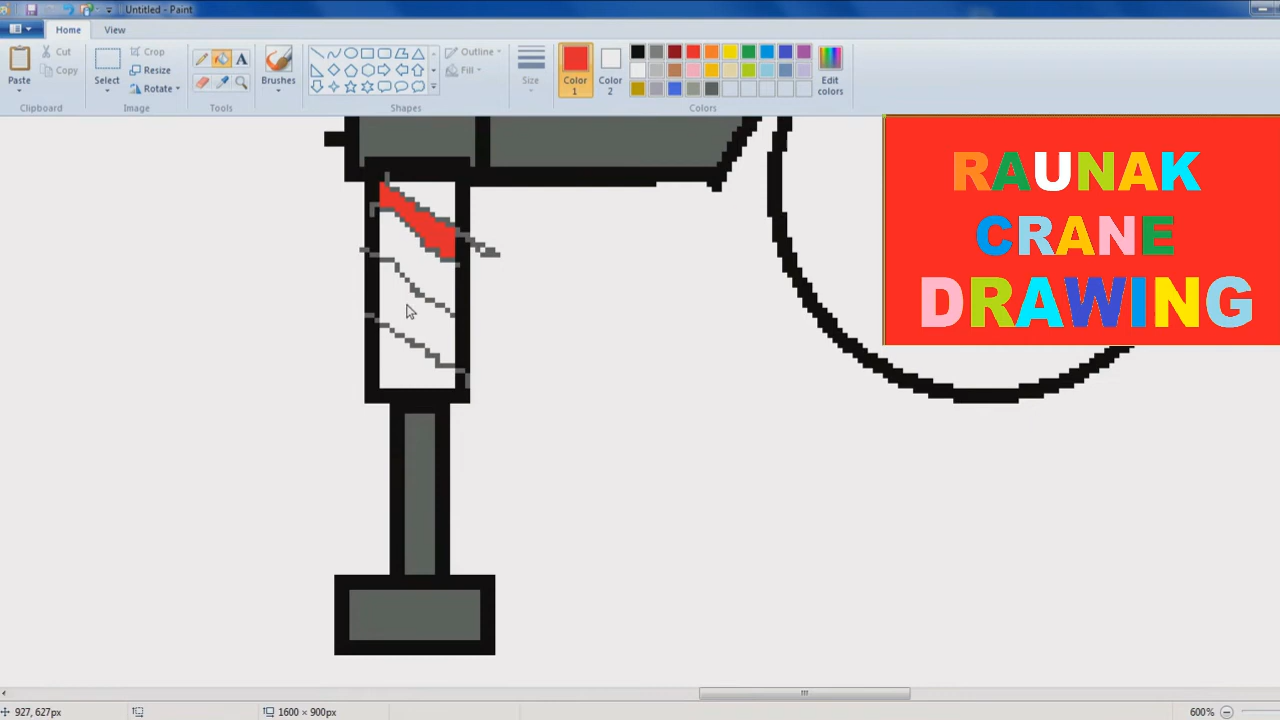 Untitled - Paint
Home View
Paste
Cut
Copy
Clipboard
Select
Crop
Resize
Rotate
Image
A
Tools
Brushes
Shapes
Outline
Fill
Size
Color 1
Color 2
Edit colors
Colors
RAUNAK
CRANE
DRAWING
927, 627px
1600 × 900px
600%